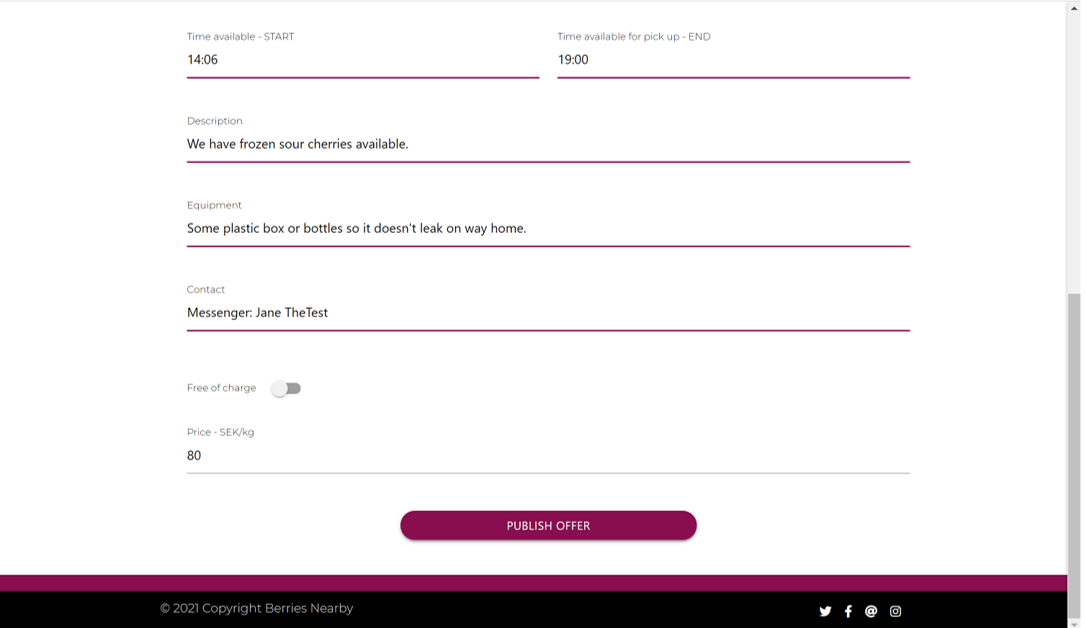 Time available - START Time available for pick up - END
14:06 19:00
Description
We have frozen sour cherries available.
Equipment
Some plastic box or bottles so it doesn't leak on way home.
Contact
Messenger: Jane TheTest
Free of charge
Price - SEK/kg
80
PUBLISH OFFER
© 2021 Copyright Berries Nearby